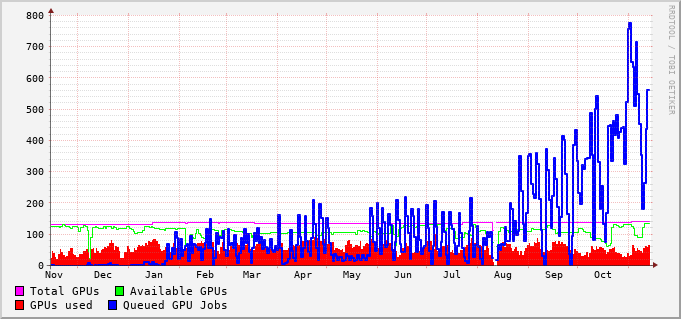 800
700
600
500
400
300
200
100
0
Nov Dec Jan Feb Mar Apr May Jun Jul Aug Sep Oct
Total GPUs Available GPUs
GPUs used Queued GPU Jobs
RRDTOOL / TOBI OETIKER